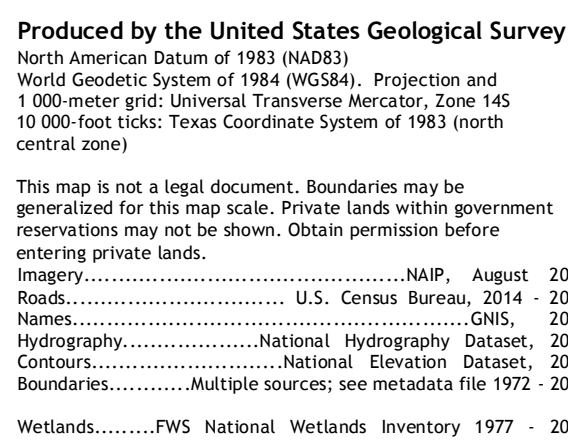 Produced by the United States Geological Survey
North American Datum of 1983 (NAD83)
World Geodetic System of 1984 (WGS84). Projection and
1 000-meter grid: Universal Transverse Mercator, Zone 14S
10 000-foot ticks: Texas Coordinate System of 1983 (north
central zone)
This map is not a legal document. Boundaries may be
generalized for this map scale. Private lands within government
reservations may not be shown. Obtain permission before
entering private lands.
Imagery..........................................NAIP, August 20
Roads............................. U.S. Census Bureau, 2014 - 20
Names....................................................GNIS, 20
Hydrography..................National Hydrography Dataset, 20
Contours.........................National Elevation Dataset, 20
Boundaries...........Multiple sources; see metadata file 1972 - 20
Wetlands.........FWS National Wetlands Inventory 1977 - 20